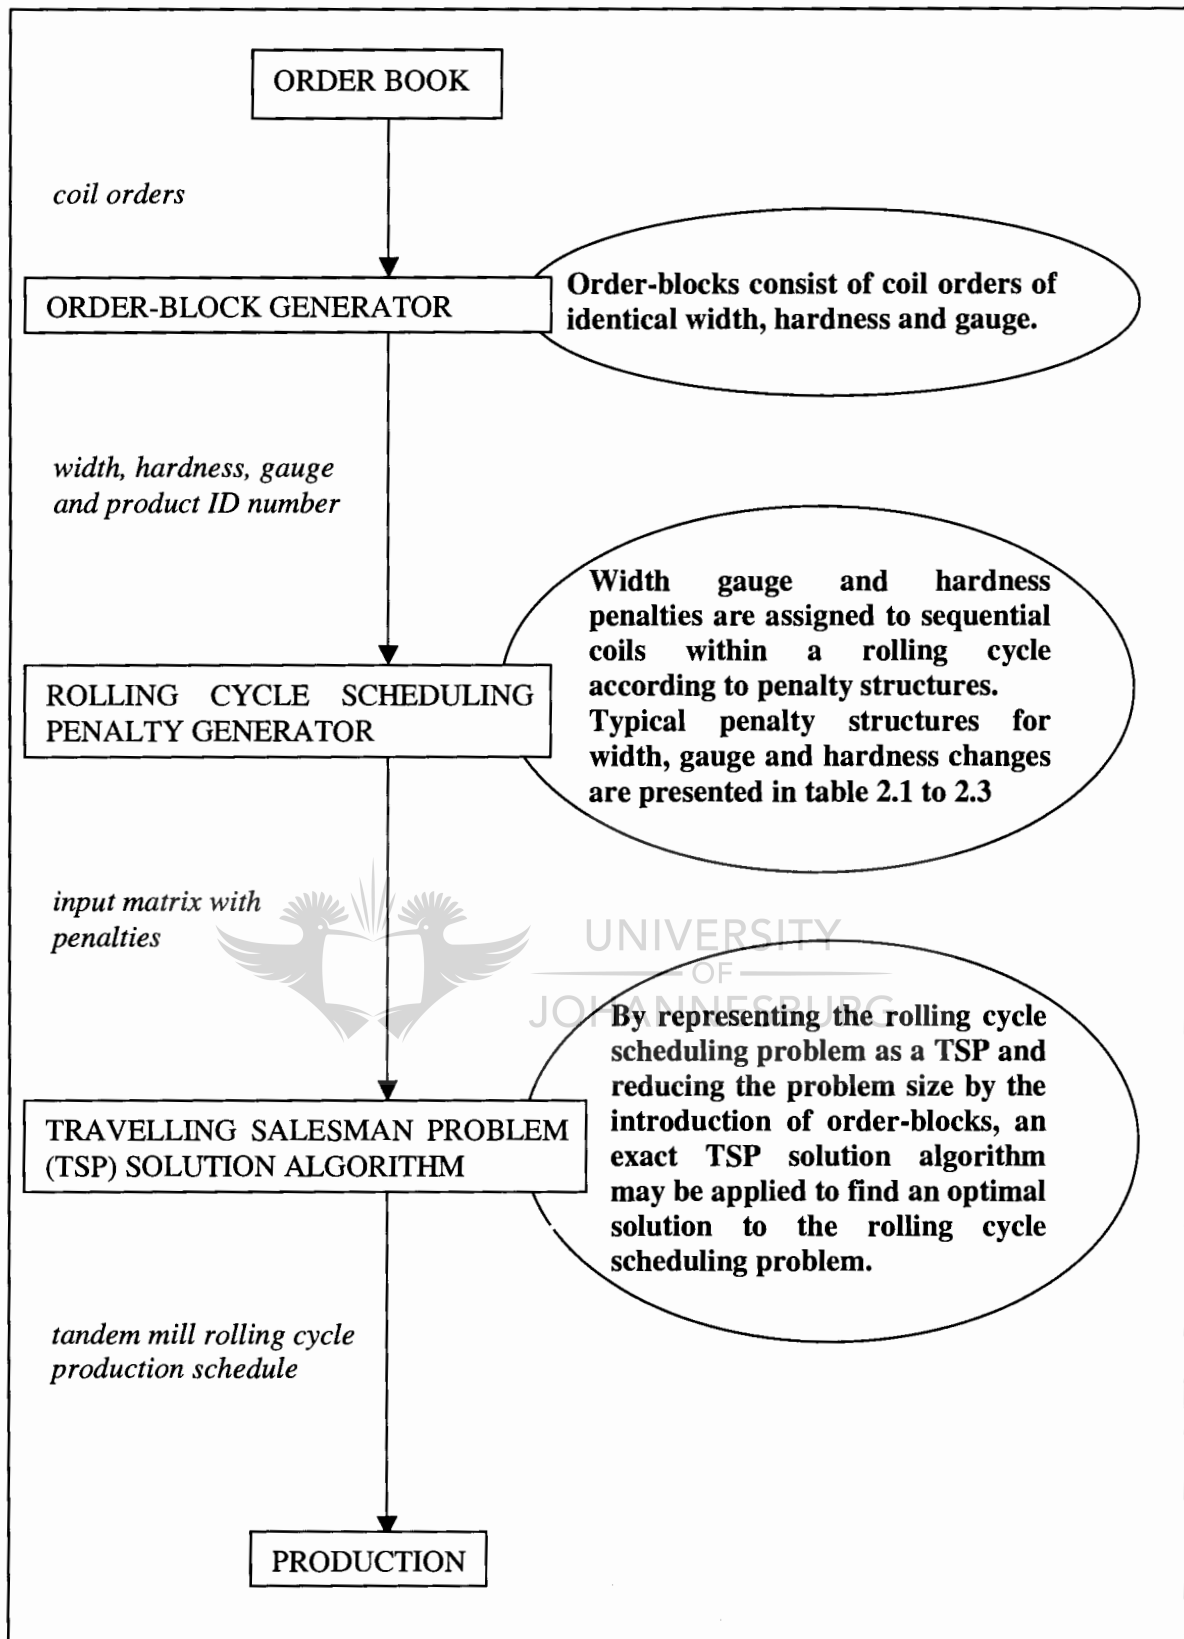 ORDER BOOK
coil orders
ORDER-BLOCK GENERATOR
Order-blocks consist of coil orders of
identical width, hardness and gauge.
width, hardness, gauge
and product ID number
Width gauge and hardness
penalties are assigned to sequential
coils within a rolling cycle
according to penalty structures.
Typical penalty structures for
width, gauge and hardness changes
are presented in table 2.1 to 2.3
ROLLING CYCLE SCHEDULING
PENALTY GENERATOR
input matrix with
penalties
UNIVERSITY
OF
JOHANNESBURG
By representing the rolling cycle
scheduling problem as a TSP and
reducing the problem size by the
introduction of order-blocks, an
exact TSP solution algorithm
may be applied to find an optimal
solution to the rolling cycle
scheduling problem.
TRAVELLING SALESMAN PROBLEM
(TSP) SOLUTION ALGORITHM
tandem mill rolling cycle
production schedule
PRODUCTION